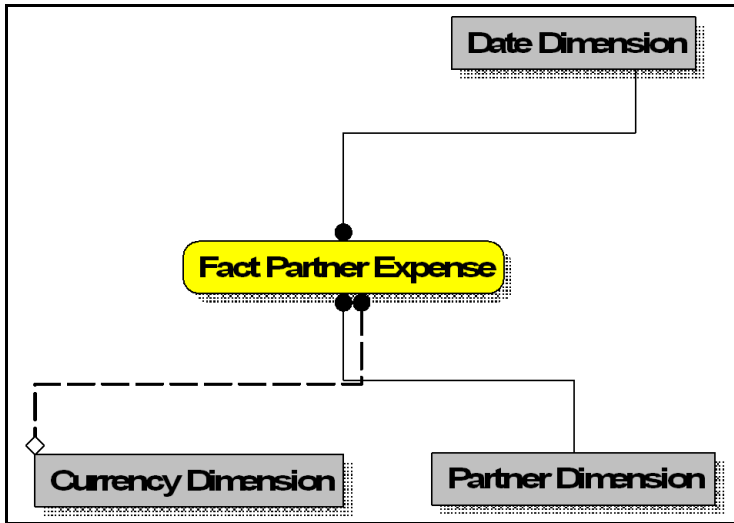 Date Dimension
Fact Partner Expense
Currency Dimension
Partner Dimension